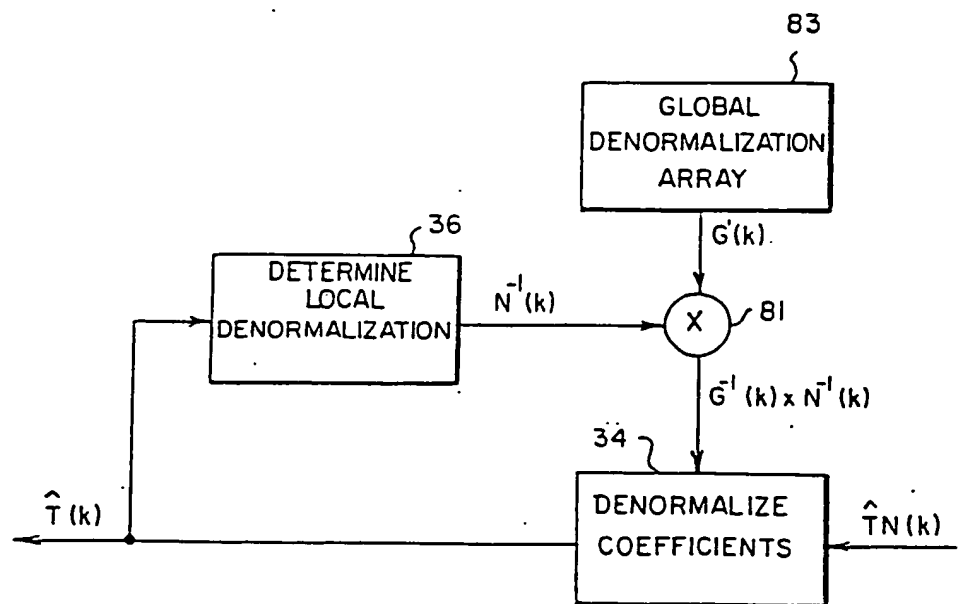 83
GLOBAL
DENORMALIZATION
ARRAY
G'(k).
36
DETERMINE
LOCAL
DENORMALIZATION
N⁻¹(k)
X
81
G⁻¹(k) x N⁻¹(k)
34
DENORMALIZE
COEFFICIENTS
T̂(k)
T̂N(k)